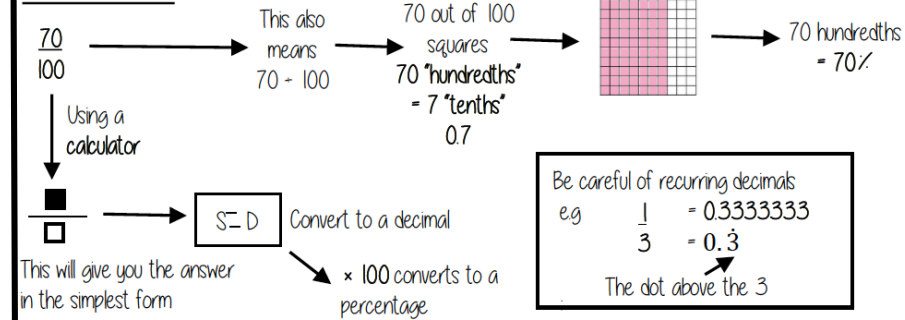 70
100
This also
means
70 ÷ 100
70 out of 100
squares
70 "hundredths"
= 7 "tenths"
0.7
70 hundredths
= 70%
Using a
calculator
S⇔D
Convert to a decimal
This will give you the answer
in the simplest form
× 100 converts to a
percentage
Be careful of recurring decimals
e.g 1 = 0.3333333
3 = 0.3̇
The dot above the 3